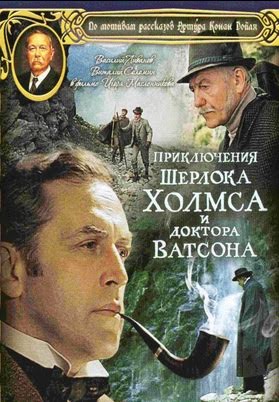 По мотивам рассказов Артура Конан Дойля
Василий Ливанов
Виталий Соломин
в фильме Игоря Масленникова
ПРИКЛЮЧЕНИЯ
ШЕРЛОКА
ХОЛМСА
И
ДОКТОРА
ВАТСОНА